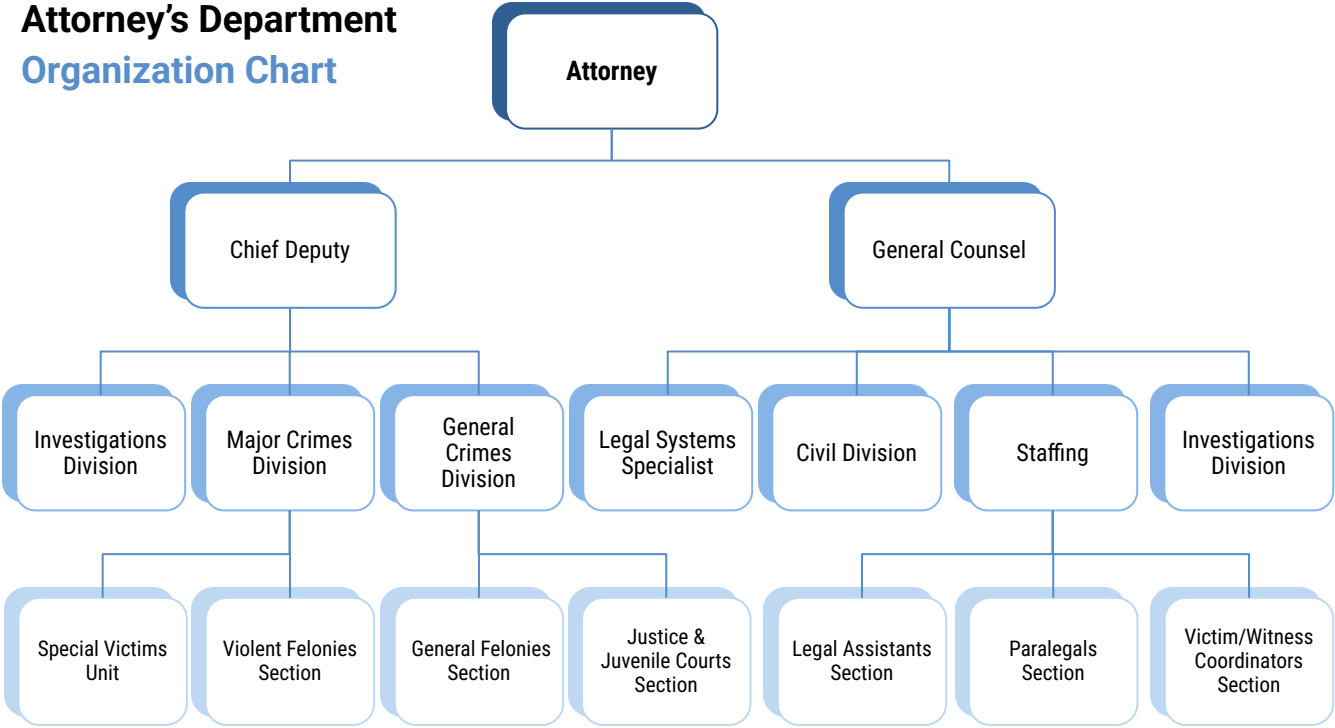 Attorney’s Department
Organization Chart
Attorney
Chief Deputy
General Counsel
Investigations
Division
Major Crimes
Division
General
Crimes
Division
Legal Systems
Specialist
Civil Division
Staffing
Investigations
Division
Special Victims
Unit
Violent Felonies
Section
General Felonies
Section
Justice &
Juvenile Courts
Section
Legal Assistants
Section
Paralegals
Section
Victim/Witness
Coordinators
Section